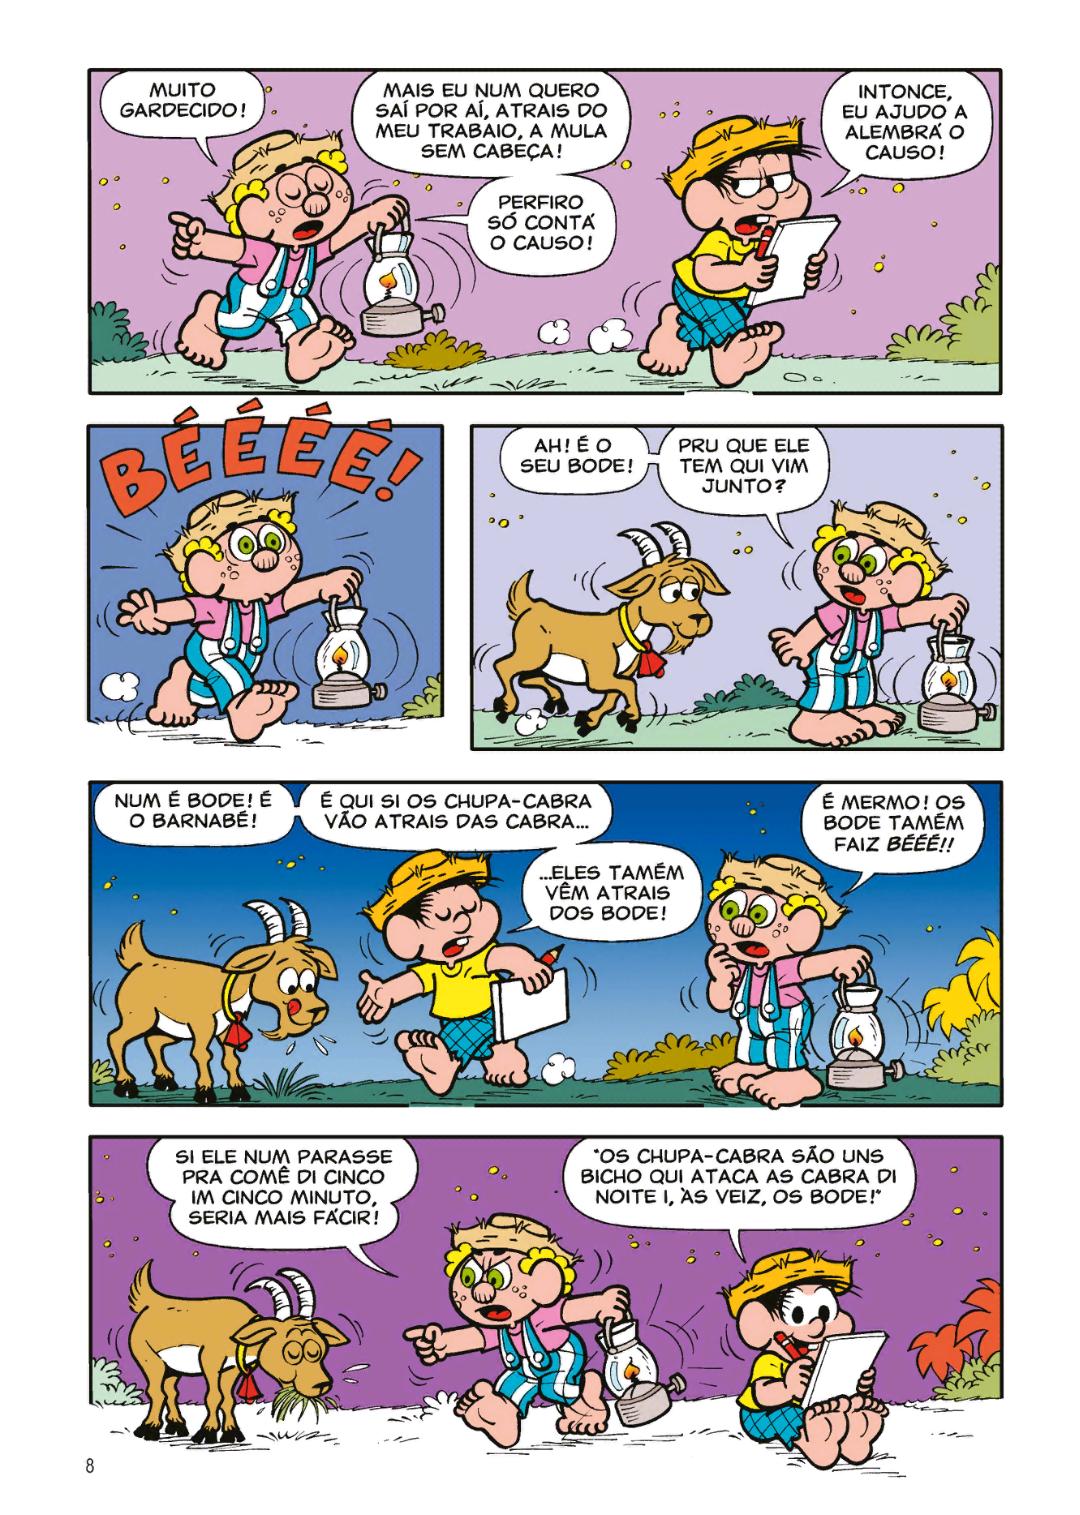 MUITO
GARDECIDO!
MAIS EU NUM QUERO
SAÍ POR AÍ, ATRAIS DO
MEU TRABAIO, A MULA
SEM CABEÇA!
PERFIRO
SÓ CONTÁ
O CAUSO!
INTONCE,
EU AJUDO A
ALEMBRÁ O
CAUSO!
BÉÉÉÉ!
AH! É O
SEU BODE!
PRU QUE ELE
TEM QUI VIM
JUNTO?
NUM É BODE! É
O BARNABÉ!
É QUI SI OS CHUPA-CABRA
VÃO ATRAIS DAS CABRA...
...ELES TAMÉM
VÊM ATRAIS
DOS BODE!
É MERMO! OS
BODE TAMÉM
FAIZ BÉÉÉ!!
SI ELE NUM PARASSE
PRA COMÊ DI CINCO
IM CINCO MINUTO,
SERIA MAIS FÁCIR!
"OS CHUPA-CABRA SÃO UNS
BICHO QUI ATACA AS CABRA DI
NOITE I, ÀS VEIZ, OS BODE!"
8